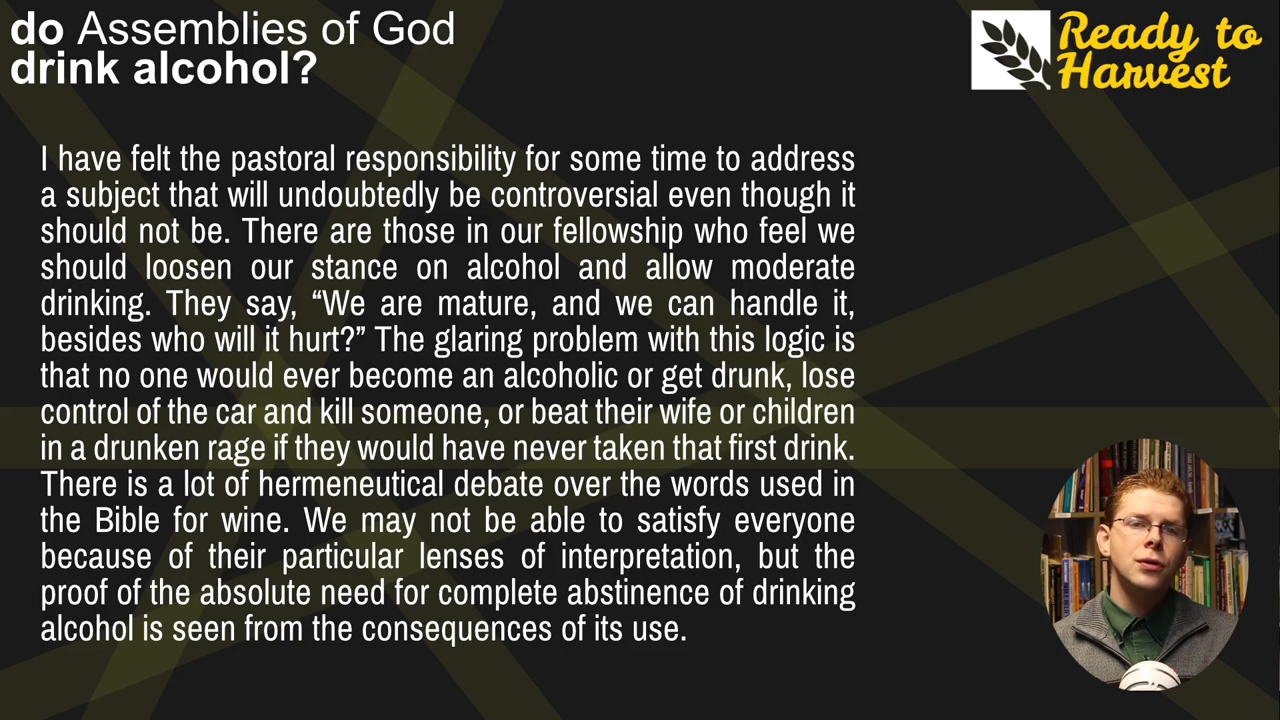 do Assemblies of God
drink alcohol?
Ready to
Harvest
I have felt the pastoral responsibility for some time to address
a subject that will undoubtedly be controversial even though it
should not be. There are those in our fellowship who feel we
should loosen our stance on alcohol and allow moderate
drinking. They say, “We are mature, and we can handle it,
besides who will it hurt?” The glaring problem with this logic is
that no one would ever become an alcoholic or get drunk, lose
control of the car and kill someone, or beat their wife or children
in a drunken rage if they would have never taken that first drink.
There is a lot of hermeneutical debate over the words used in
the Bible for wine. We may not be able to satisfy everyone
because of their particular lenses of interpretation, but the
proof of the absolute need for complete abstinence of drinking
alcohol is seen from the consequences of its use.